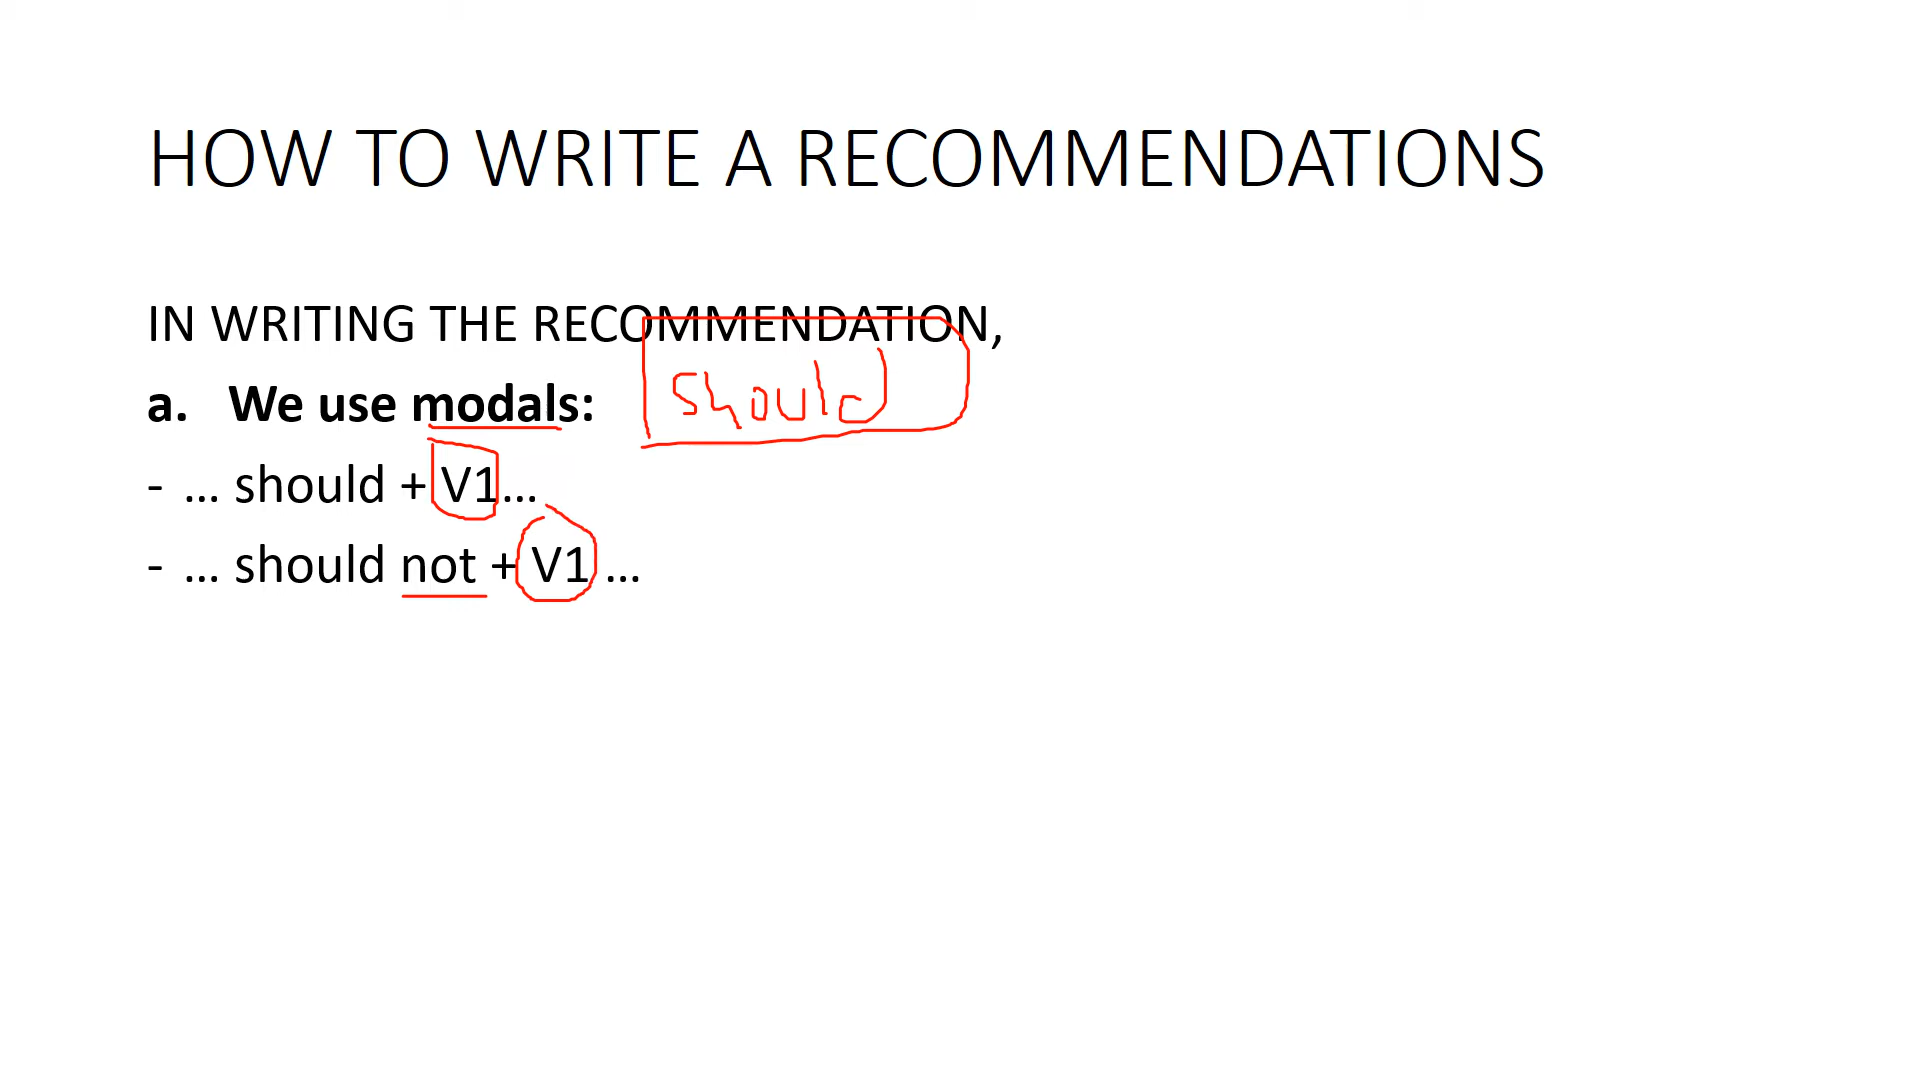 HOW TO WRITE A RECOMMENDATIONS
IN WRITING THE RECOMMENDATION,
a. We use modals: should
- ... should + V1...
- ... should not + V1 ...